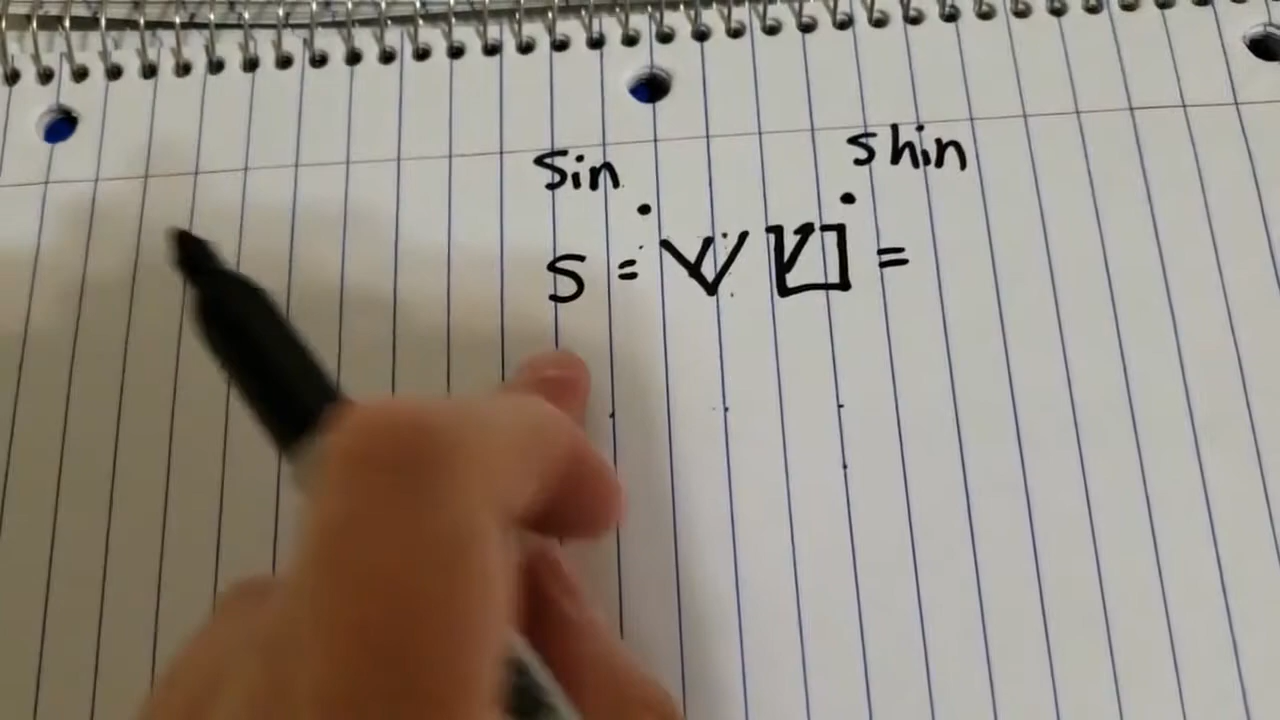 Sin shin
S = שׂ שׁ =